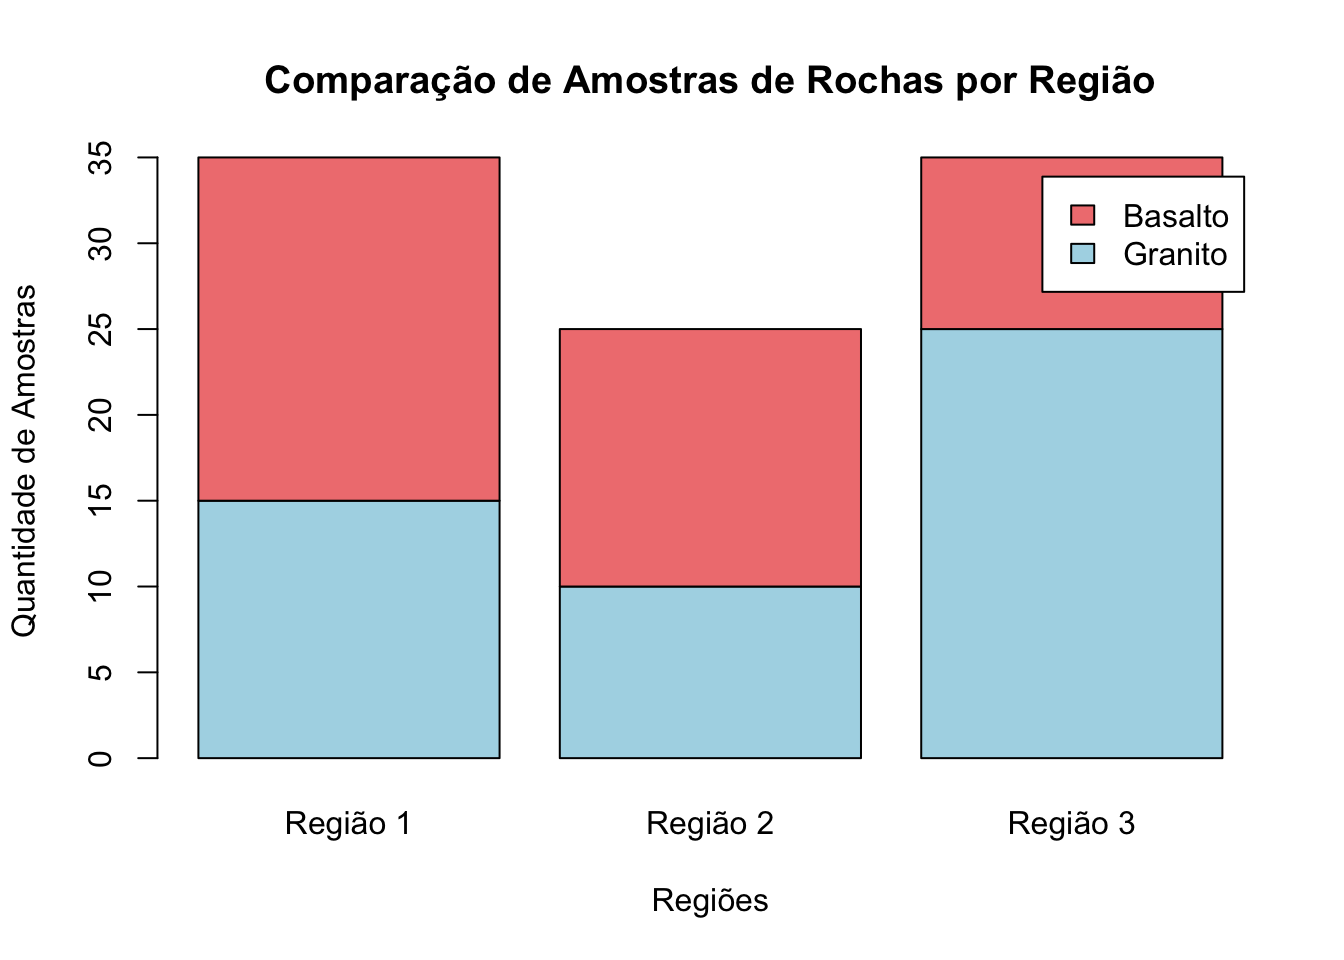 Comparação de Amostras de Rochas por Região
Quantidade de Amostras
35
30
25
20
15
10
5
0
Basalto
Granito
Região 1
Região 2
Região 3
Regiões